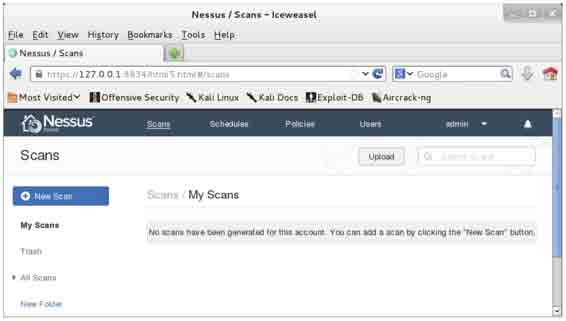 Nessus / Scans - Iceweasel
File Edit View History Bookmarks Tools Help
Nessus / Scans
https://127.0.0.1:8834/html5.html#/scans Google
Most Visited Offensive Security Kali Linux Kali Docs Exploit-DB Aircrack-ng
Nessus Scans Schedules Policies Users admin
Scans Upload
New Scan Scans / My Scans
My Scans No scans have been generated for this account. You can add a scan by clicking the "New Scan" button.
Trash
All Scans
New Folder